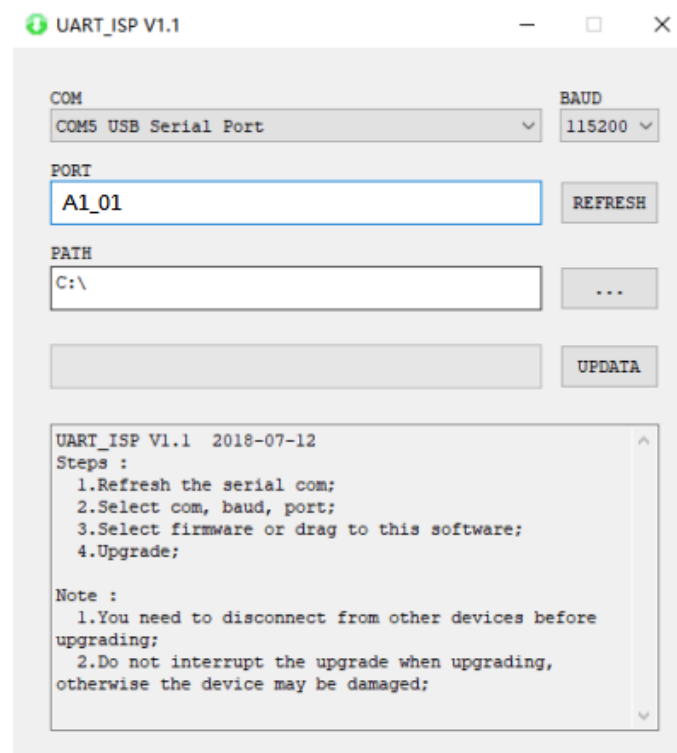 UART_ISP V1.1
COM
BAUD
COM5 USB Serial Port
115200
PORT
A1_01
REFRESH
PATH
C:\
...
UPDATA
UART_ISP V1.1  2018-07-12
Steps :
  1.Refresh the serial com;
  2.Select com, baud, port;
  3.Select firmware or drag to this software;
  4.Upgrade;
Note :
  1.You need to disconnect from other devices before
upgrading;
  2.Do not interrupt the upgrade when upgrading,
otherwise the device may be damaged;